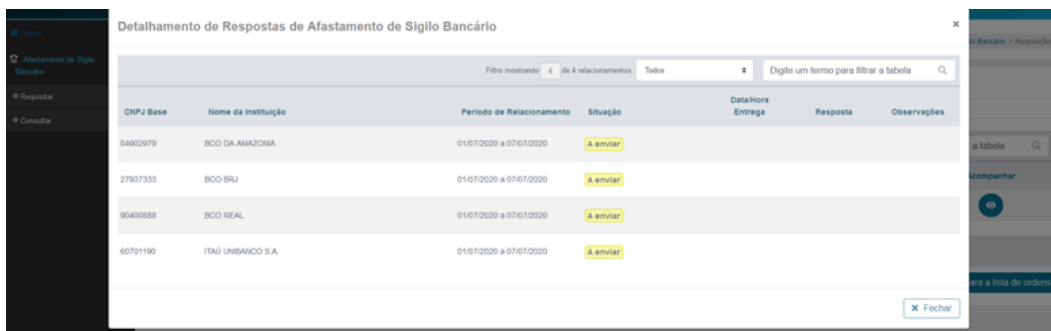 Detalhamento de Respostas de Afastamento de Sigilo Bancário
×
Início
Afastamento de Sigilo
Bancário
Requisitar
Consultar
Filtro mostrando 4 de 4 relacionamentos Todos Digite um termo para filtrar a tabela
CNPJ Base Nome da Instituição Período de Relacionamento Situação Data/Hora Entrega Resposta Observações
04902979 BCO DA AMAZONIA 01/07/2020 a 07/07/2020 A enviar
27937333 BCO BRJ 01/07/2020 a 07/07/2020 A enviar
90400888 BCO REAL 01/07/2020 a 07/07/2020 A enviar
60701190 ITAÚ UNIBANCO S.A. 01/07/2020 a 07/07/2020 A enviar
× Fechar
Bancário / Requisição
a tabela
Acompanhar
para a lista de ordens